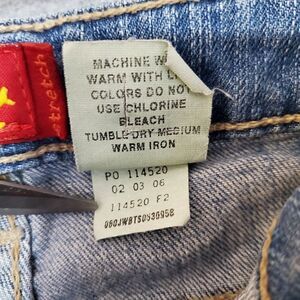 stretch
MACHINE W
WARM WITH L
COLORS DO NO
USE CHLORINE
BLEACH
TUMBLE DRY MEDIUM
WARM IRON
PO 114520
02 03 06
114520 F2